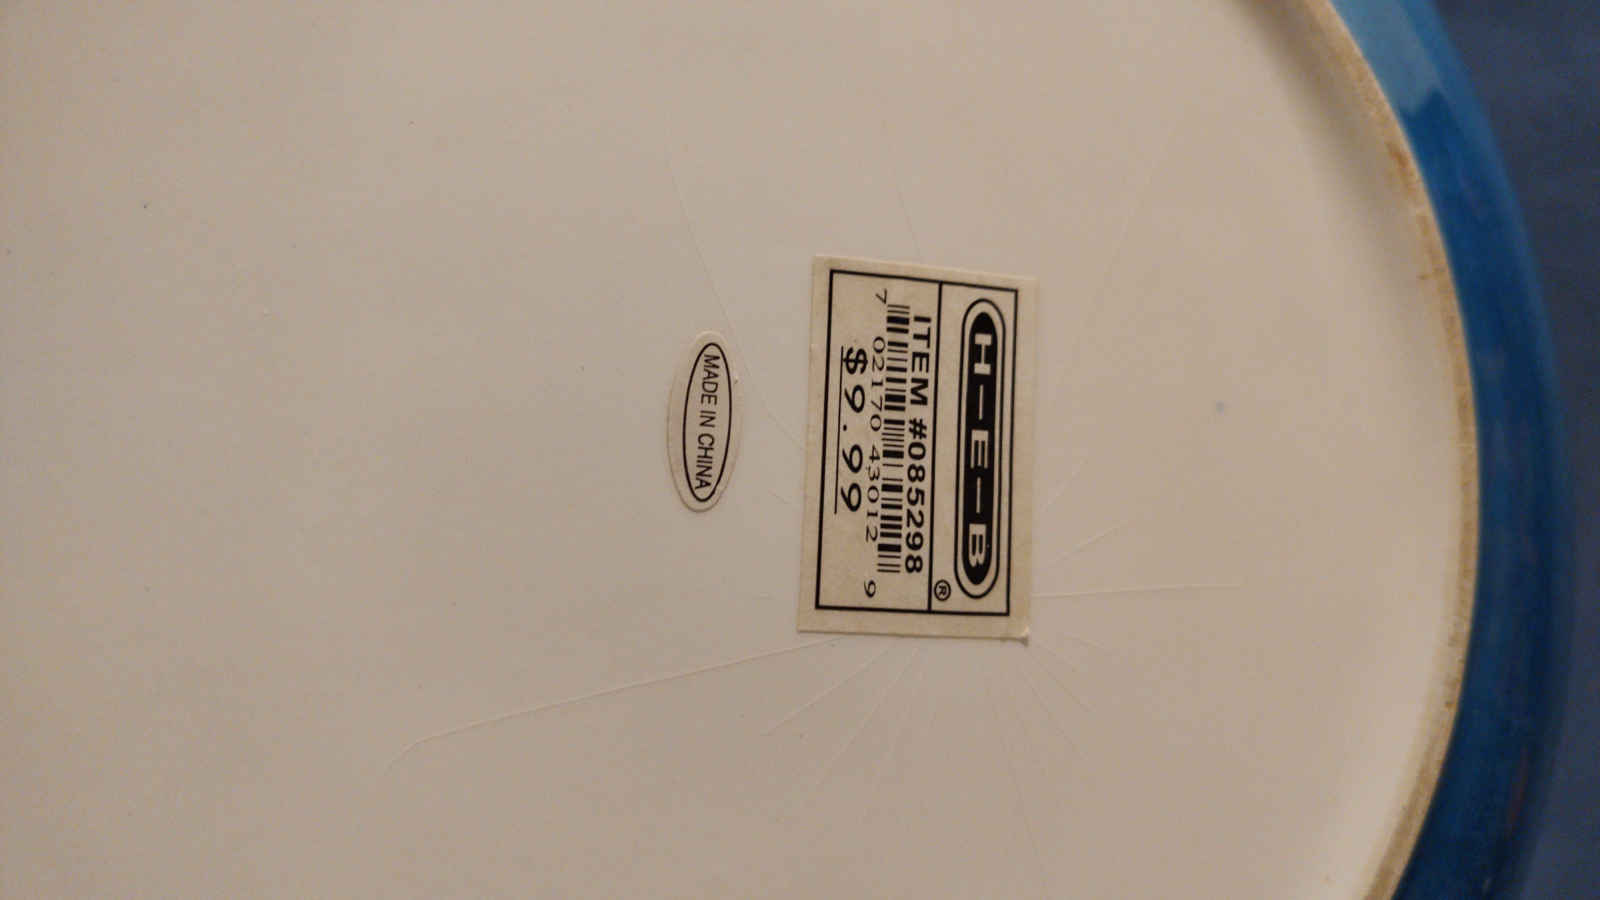 H-E-B
®
ITEM #085298
7 02170 43012 9
$9.99
MADE IN CHINA